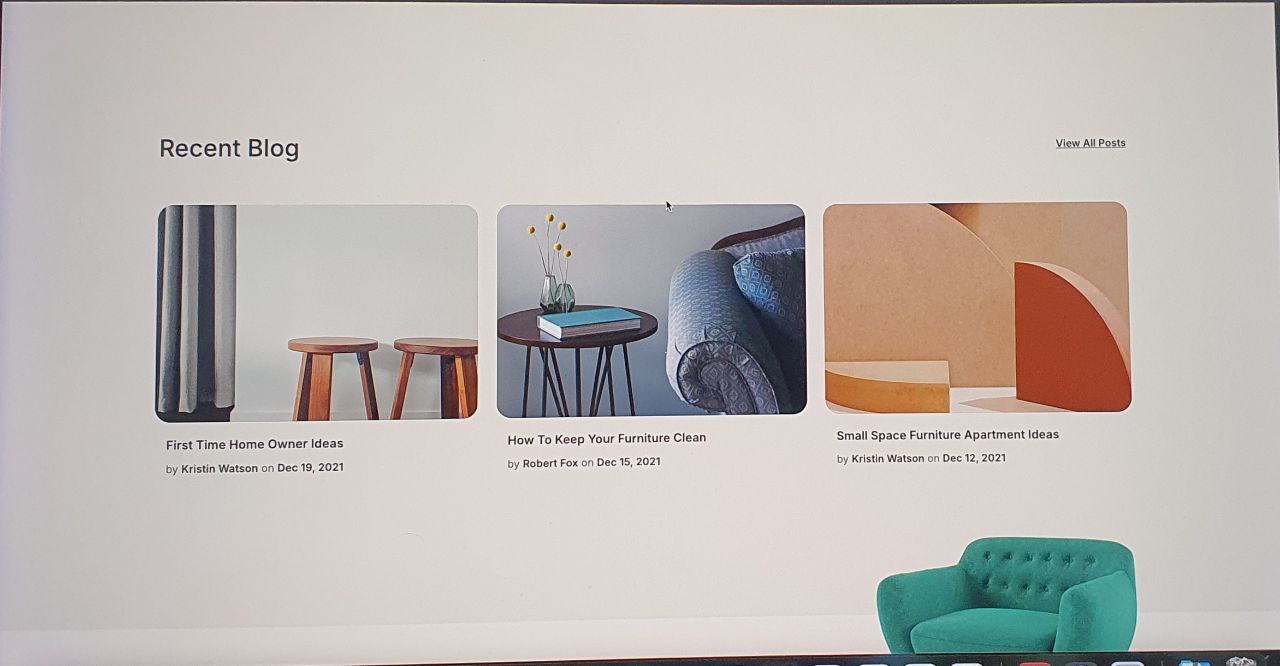 Recent Blog
View All Posts
First Time Home Owner Ideas
by Kristin Watson on Dec 19, 2021
How To Keep Your Furniture Clean
by Robert Fox on Dec 15, 2021
Small Space Furniture Apartment Ideas
by Kristin Watson on Dec 12, 2021